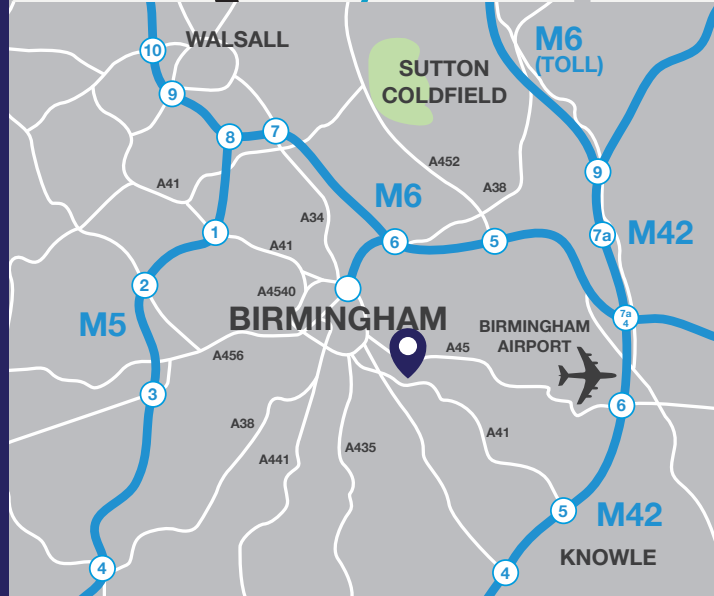 WALSALL
10
9
8
7
SUTTON
COLDFIELD
M6
(TOLL)
A41
A452
A38
9
M6
A34
1
A41
6
5
7a
M42
2
A4540
M5
BIRMINGHAM
7a
4
BIRMINGHAM
AIRPORT
A45
A456
3
6
A38
A441
A435
A41
5
M42
KNOWLE
4
4